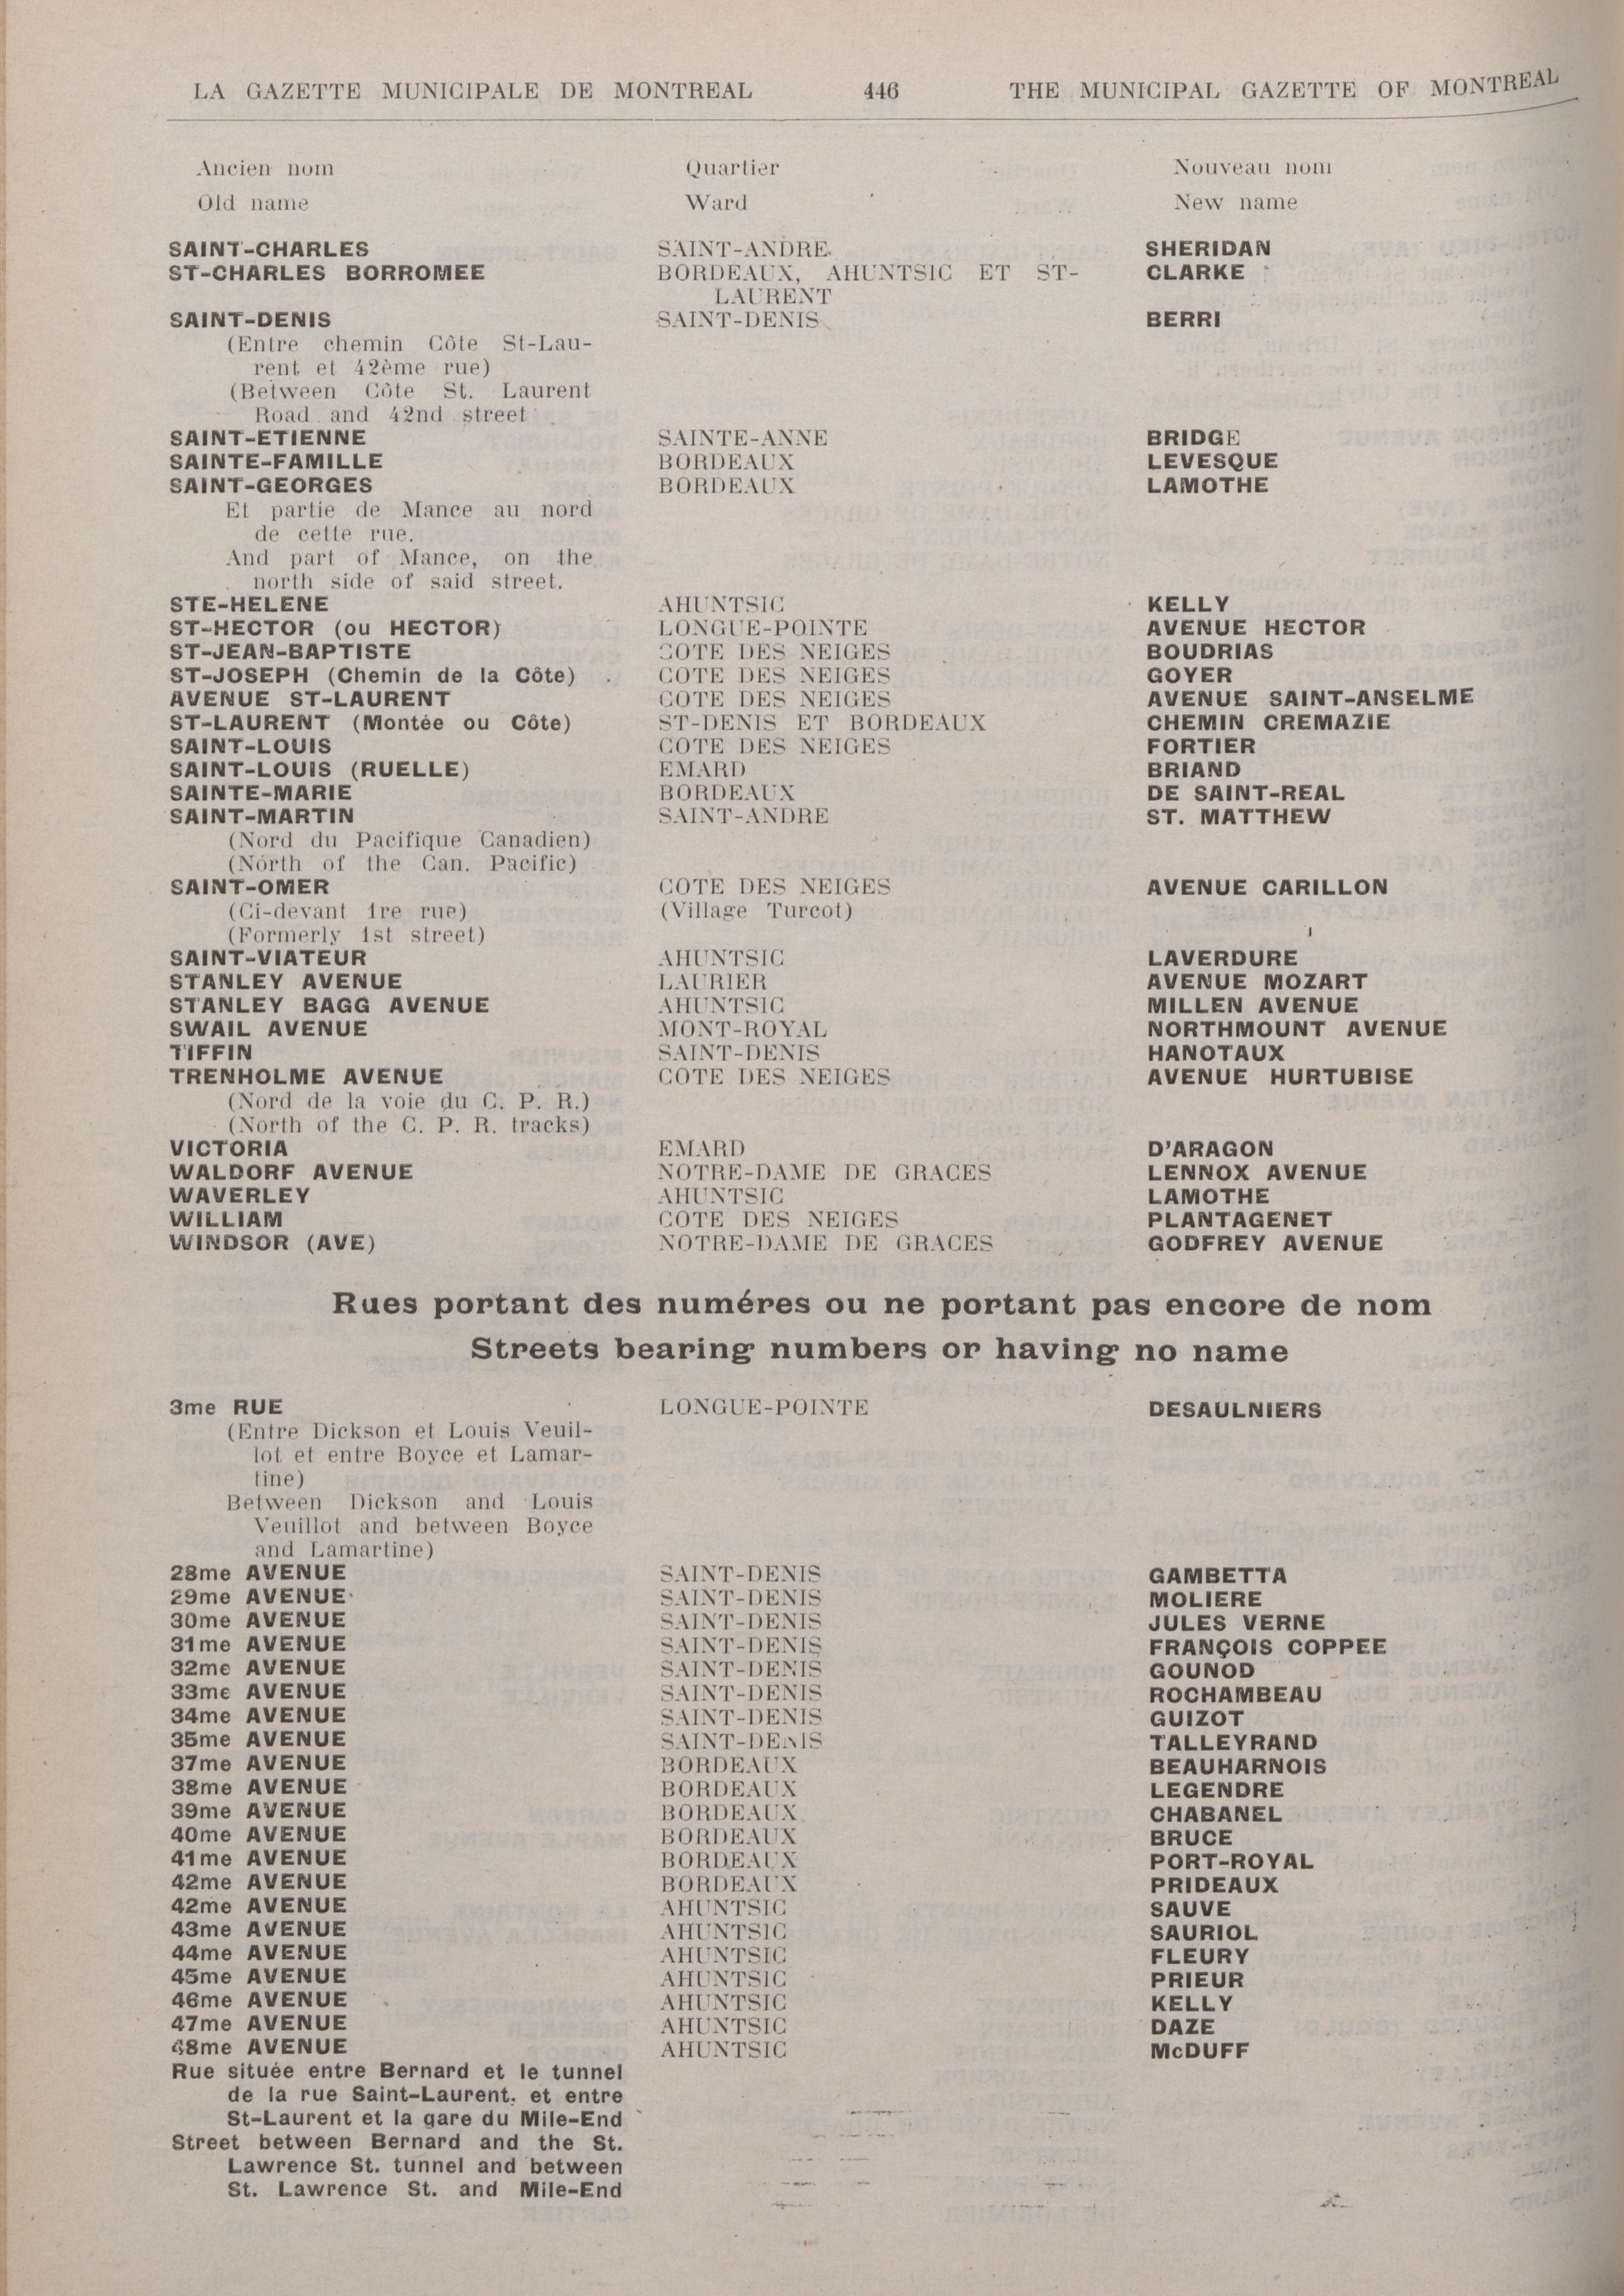 LA GAZETTE MUNICIPALE DE MONTREAL 446 THE MUNICIPAL GAZETTE OF MONTREAL
Ancien nom Quartier Nouveau nom
Old name Ward New name
SAINT-CHARLES SAINT-ANDRE SHERIDAN
ST-CHARLES BORROMEE BORDEAUX, AHUNTSIC ET ST- CLARKE
LAURENT
SAINT-DENIS SAINT-DENIS BERRI
(Entre chemin Côte St-Lau-
rent et 42ème rue)
(Between Côte St. Laurent
Road and 42nd street
SAINT-ETIENNE SAINTE-ANNE BRIDGE
SAINTE-FAMILLE BORDEAUX LEVESQUE
SAINT-GEORGES BORDEAUX LAMOTHE
Et partie de Mance au nord
de cette rue.
And part of Mance, on the
north side of said street.
STE-HELENE AHUNTSIC KELLY
ST-HECTOR (ou HECTOR) LONGUE-POINTE AVENUE HECTOR
ST-JEAN-BAPTISTE COTE DES NEIGES BOUDRIAS
ST-JOSEPH (Chemin de la Côte) COTE DES NEIGES GOYER
AVENUE ST-LAURENT COTE DES NEIGES AVENUE SAINT-ANSELME
ST-LAURENT (Montée ou Côte) ST-DENIS ET BORDEAUX CHEMIN CREMAZIE
SAINT-LOUIS COTE DES NEIGES FORTIER
SAINT-LOUIS (RUELLE) EMARD BRIAND
SAINTE-MARIE BORDEAUX DE SAINT-REAL
SAINT-MARTIN SAINT-ANDRE ST. MATTHEW
(Nord du Pacifique Canadien)
(North of the Can. Pacific)
SAINT-OMER COTE DES NEIGES AVENUE CARILLON
(Ci-devant 1re rue) (Village Turcot)
(Formerly 1st street)
SAINT-VIATEUR AHUNTSIC LAVERDURE
STANLEY AVENUE LAURIER AVENUE MOZART
STANLEY BAGG AVENUE AHUNTSIC MILLEN AVENUE
SWAIL AVENUE MONT-ROYAL NORTHMOUNT AVENUE
TIFFIN SAINT-DENIS HANOTAUX
TRENHOLME AVENUE COTE DES NEIGES AVENUE HURTUBISE
(Nord de la voie du C. P. R.)
(North of the C. P. R. tracks)
VICTORIA EMARD D'ARAGON
WALDORF AVENUE NOTRE-DAME DE GRACES LENNOX AVENUE
WAVERLEY AHUNTSIC LAMOTHE
WILLIAM COTE DES NEIGES PLANTAGENET
WINDSOR (AVE) NOTRE-DAME DE GRACES GODFREY AVENUE
Rues portant des numéres ou ne portant pas encore de nom
Streets bearing numbers or having no name
3me RUE LONGUE-POINTE DESAULNIERS
(Entre Dickson et Louis Veuil-
lot et entre Boyce et Lamar-
tine)
Between Dickson and Louis
Veuillot and between Boyce
and Lamartine)
28me AVENUE SAINT-DENIS GAMBETTA
29me AVENUE SAINT-DENIS MOLIERE
30me AVENUE SAINT-DENIS JULES VERNE
31me AVENUE SAINT-DENIS FRANÇOIS COPPEE
32me AVENUE SAINT-DENIS GOUNOD
33me AVENUE SAINT-DENIS ROCHAMBEAU
34me AVENUE SAINT-DENIS GUIZOT
35me AVENUE SAINT-DENIS TALLEYRAND
37me AVENUE BORDEAUX BEAUHARNOIS
38me AVENUE BORDEAUX LEGENDRE
39me AVENUE BORDEAUX CHABANEL
40me AVENUE BORDEAUX BRUCE
41me AVENUE BORDEAUX PORT-ROYAL
42me AVENUE BORDEAUX PRIDEAUX
42me AVENUE AHUNTSIC SAUVE
43me AVENUE AHUNTSIC SAURIOL
44me AVENUE AHUNTSIC FLEURY
45me AVENUE AHUNTSIC PRIEUR
46me AVENUE AHUNTSIC KELLY
47me AVENUE AHUNTSIC DAZE
48me AVENUE AHUNTSIC McDUFF
Rue située entre Bernard et le tunnel
de la rue Saint-Laurent, et entre
St-Laurent et la gare du Mile-End
Street between Bernard and the St.
Lawrence St. tunnel and between
St. Lawrence St. and Mile-End